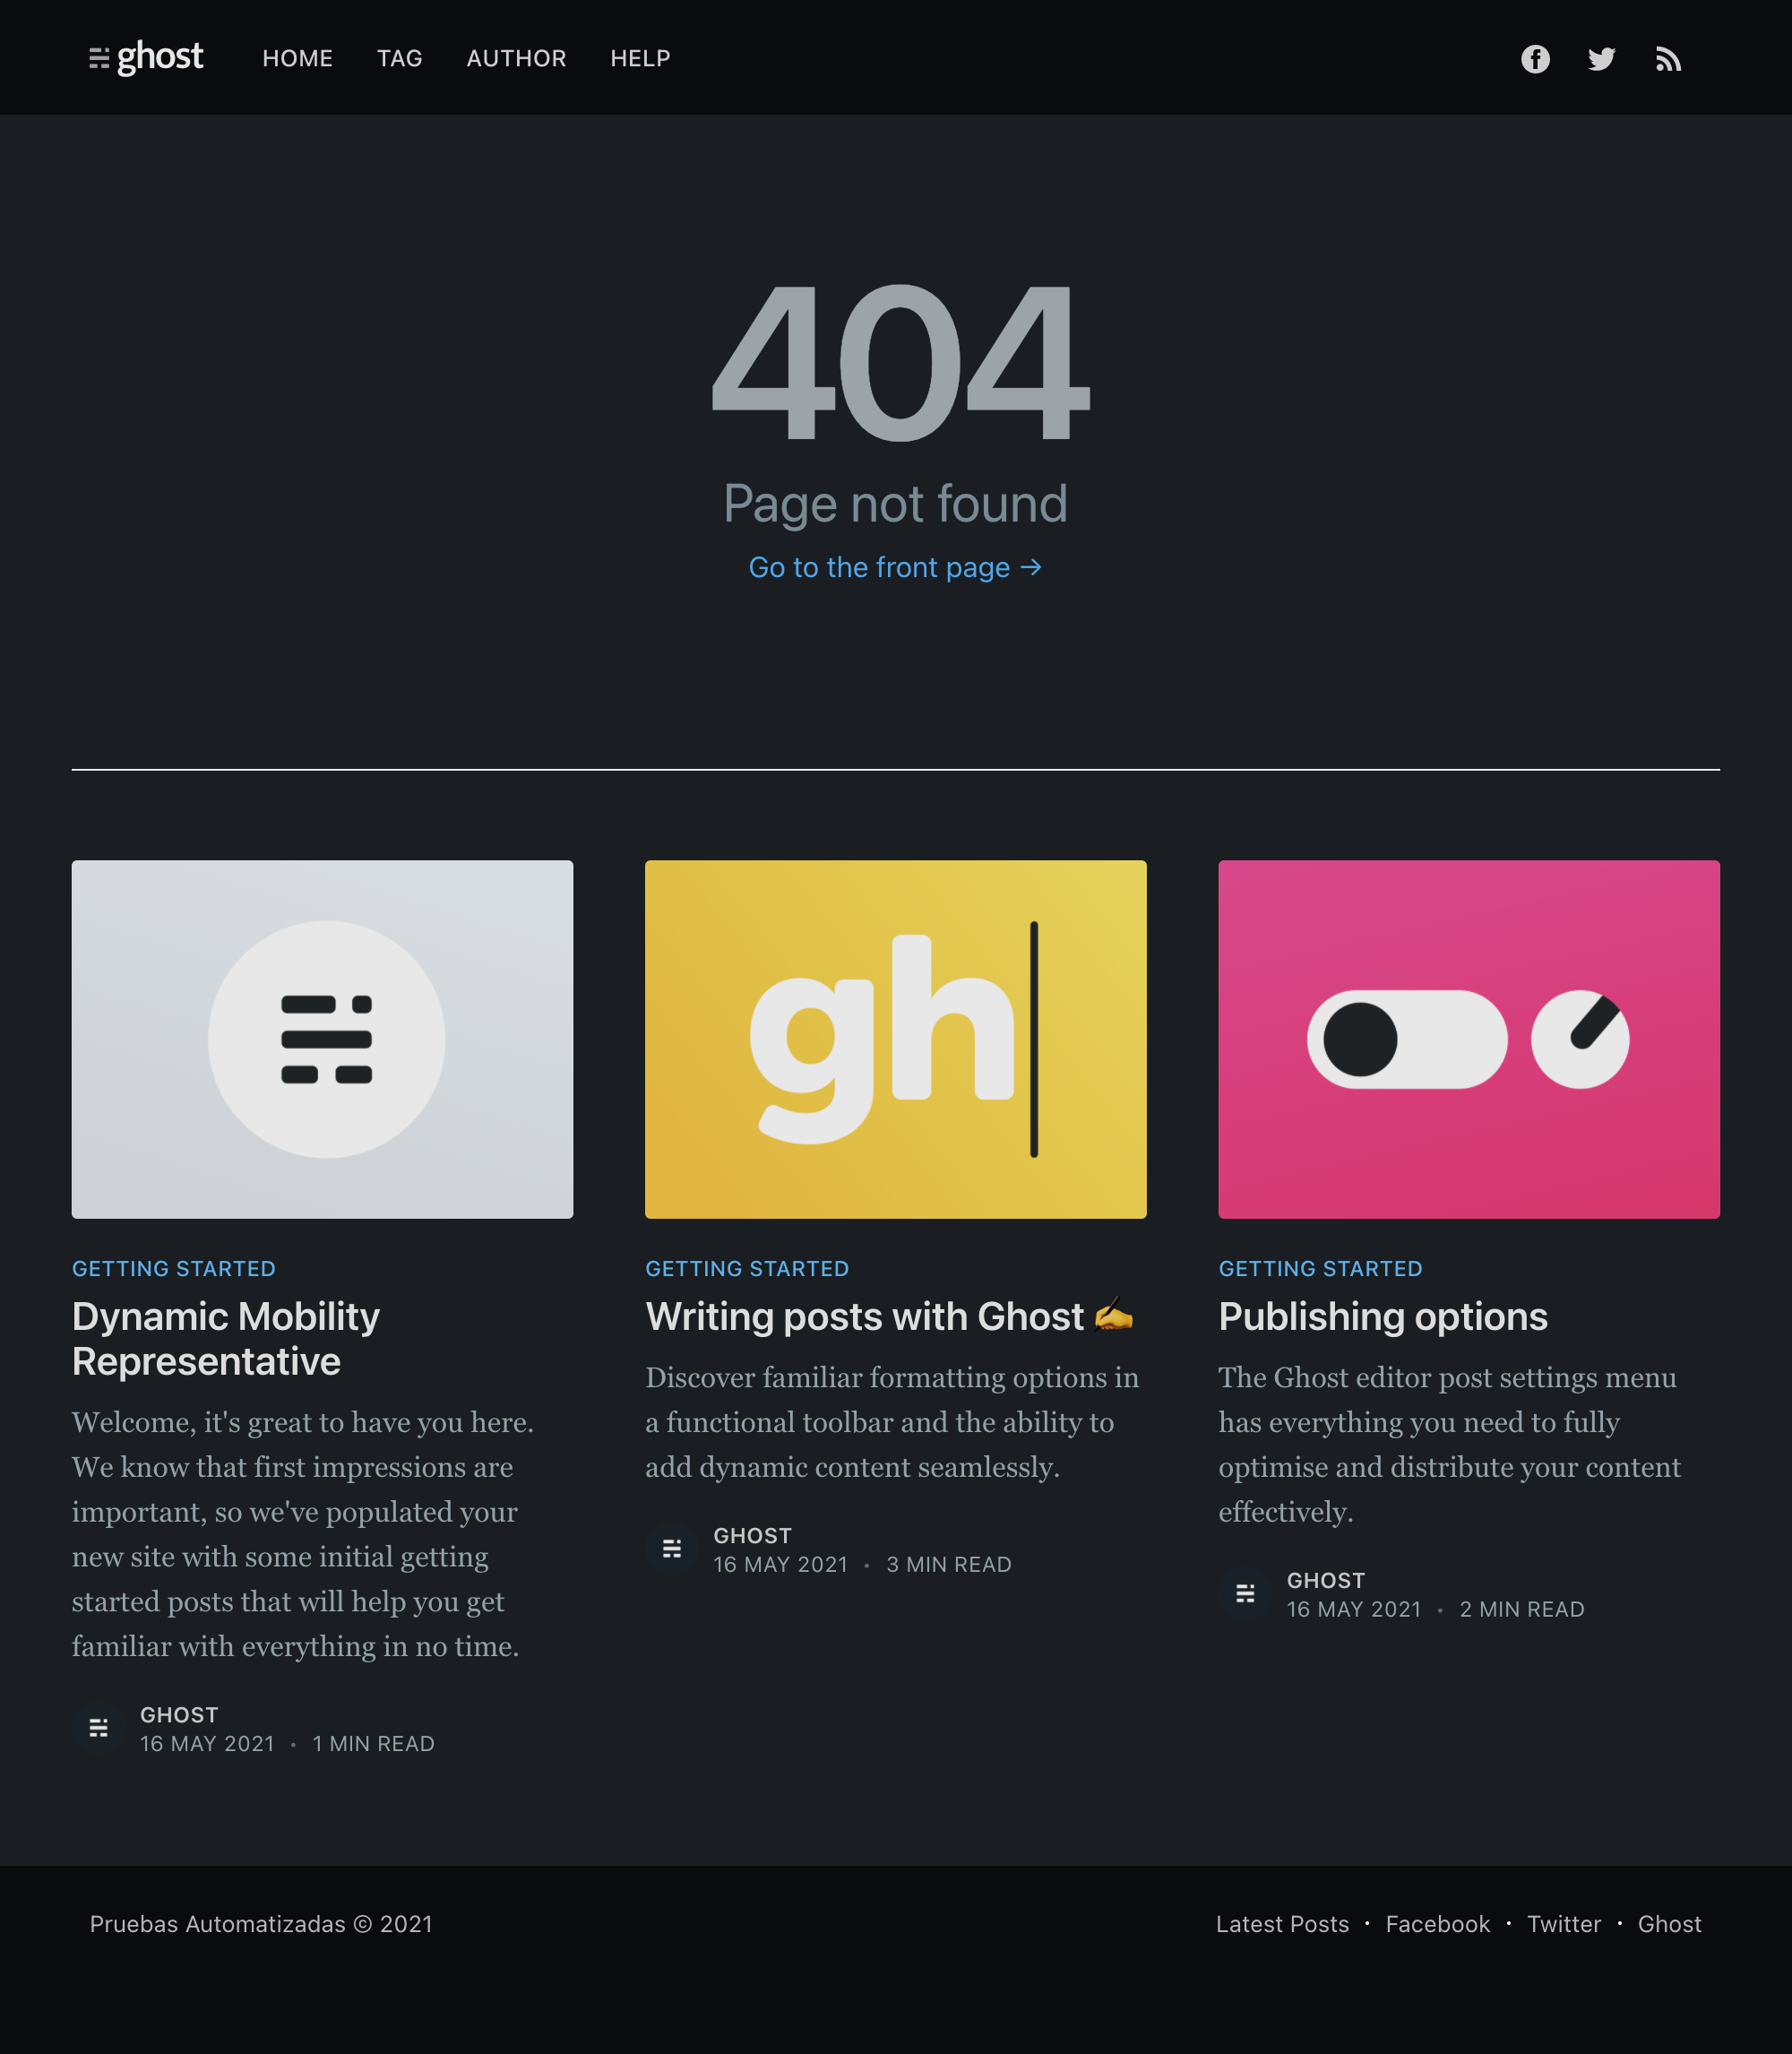 ghost
HOME TAG AUTHOR HELP
404
Page not found
Go to the front page →
gh
GETTING STARTED
Dynamic Mobility
Representative
Welcome, it's great to have you here.
We know that first impressions are
important, so we've populated your
new site with some initial getting
started posts that will help you get
familiar with everything in no time.
GHOST
16 MAY 2021 • 1 MIN READ
GETTING STARTED
Writing posts with Ghost ✍️
Discover familiar formatting options in
a functional toolbar and the ability to
add dynamic content seamlessly.
GHOST
16 MAY 2021 • 3 MIN READ
GETTING STARTED
Publishing options
The Ghost editor post settings menu
has everything you need to fully
optimise and distribute your content
effectively.
GHOST
16 MAY 2021 • 2 MIN READ
Pruebas Automatizadas © 2021
Latest Posts • Facebook • Twitter • Ghost